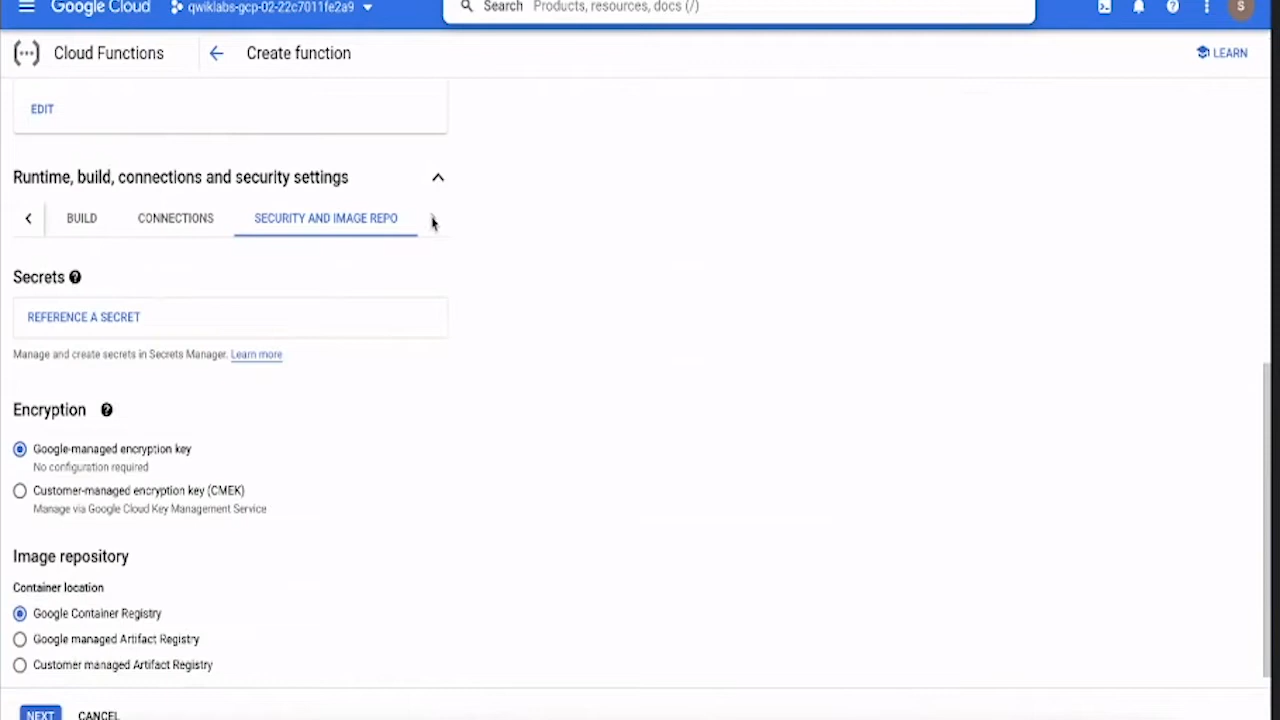 Google Cloud qwiklabs-gcp-02-22c7011fe2a9 Search Products, resources, docs (/) S
Cloud Functions Create function LEARN
EDIT
Runtime, build, connections and security settings
BUILD CONNECTIONS SECURITY AND IMAGE REPO
Secrets
REFERENCE A SECRET
Manage and create secrets in Secrets Manager. Learn more
Encryption
Google-managed encryption key
No configuration required
Customer-managed encryption key (CMEK)
Manage via Google Cloud Key Management Service
Image repository
Container location
Google Container Registry
Google managed Artifact Registry
Customer managed Artifact Registry
NEXT CANCEL